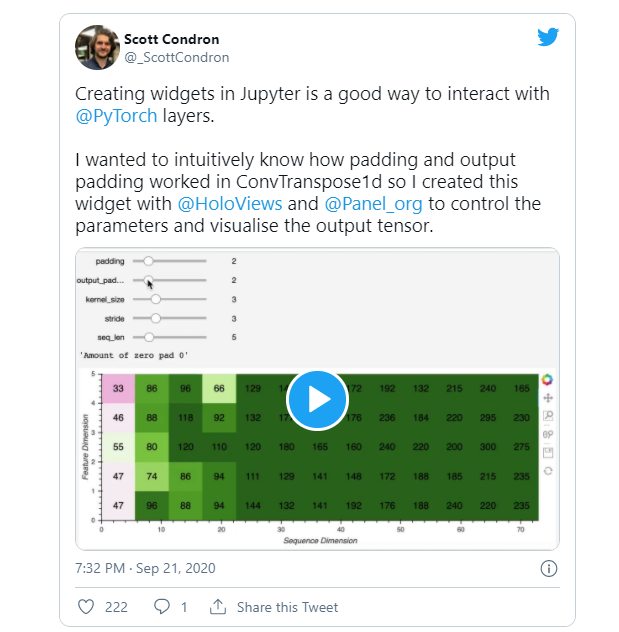 Scott Condron
@_ScottCondron
Creating widgets in Jupyter is a good way to interact with
@PyTorch layers.
I wanted to intuitively know how padding and output
padding worked in ConvTranspose1d so I created this
widget with @HoloViews and @Panel_org to control the
parameters and visualise the output tensor.
padding 2
output_pad... 2
kernel_size 3
stride 3
seq_len 5
'Amount of zero pad 0'
5
33 86 96 66 129 172 192 132 215 240 165
4
46 88 118 92 132 176 236 184 220 295 230
3
Feature Dimension
55 80 120 110 120 180 165 160 240 220 200 300 275
2
47 74 86 94 111 129 141 148 172 188 185 215 235
1
47 96 88 94 144 132 141 192 176 188 240 220 235
0
0 10 20 30 40 50 60 70
Sequence Dimension
7:32 PM · Sep 21, 2020
222 1 Share this Tweet